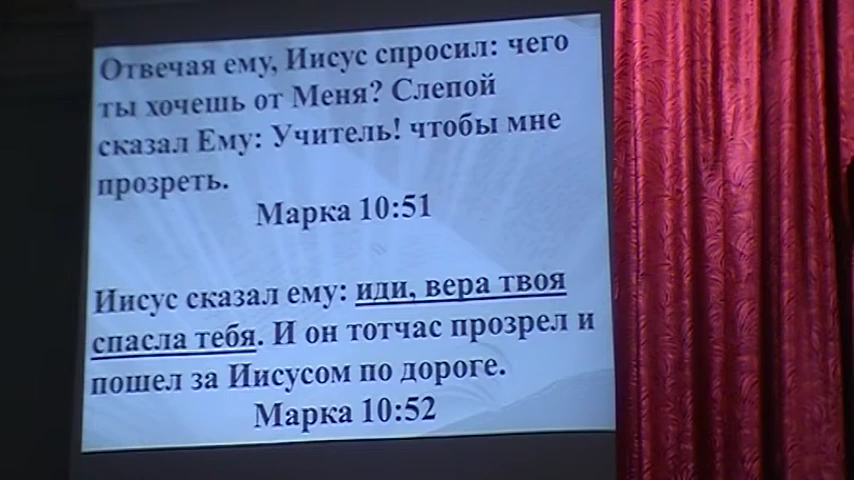 Отвечая ему, Иисус спросил: чего
ты хочешь от Меня? Слепой
сказал Ему: Учитель! чтобы мне
прозреть.
Марка 10:51
Иисус сказал ему: иди, вера твоя
спасла тебя. И он тотчас прозрел и
пошел за Иисусом по дороге.
Марка 10:52